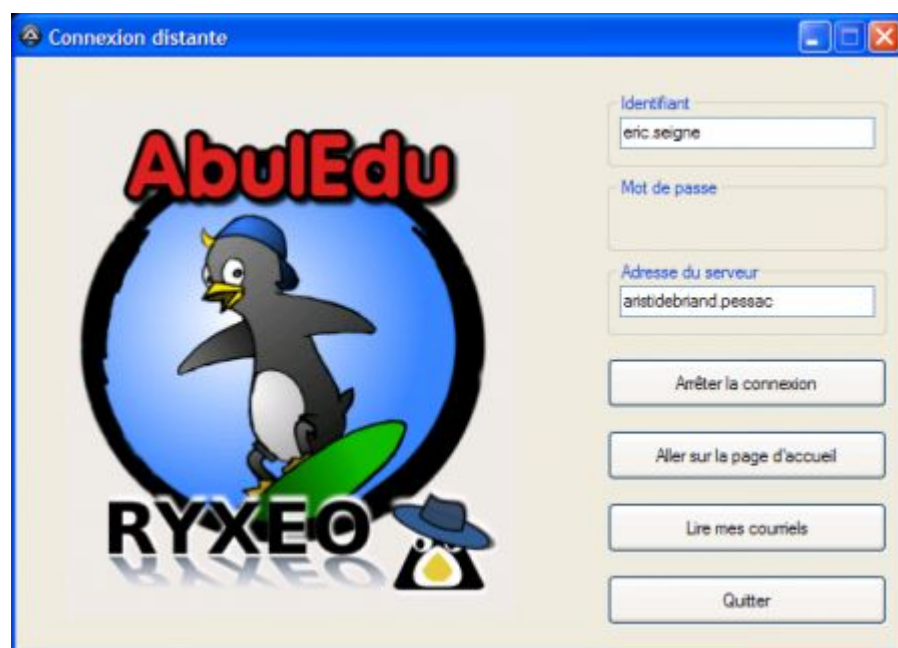 Connexion distante
AbulEdu
RYXEO
Identifiant
eric.seigne
Mot de passe
Adresse du serveur
aristidebriand.pessac
Arrêter la connexion
Aller sur la page d'accueil
Lire mes courriels
Quitter